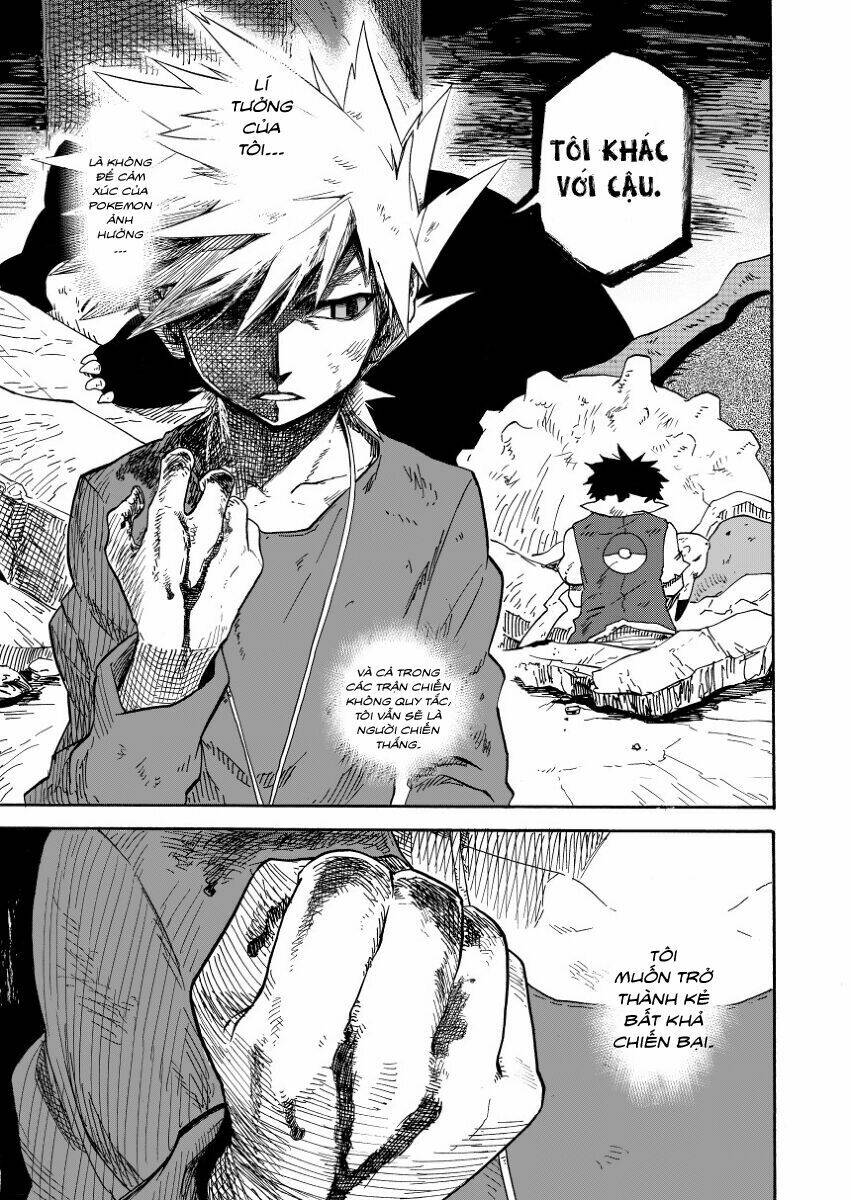 TÔI KHÁC
VỚI CẬU.
LÍ
TƯỞNG
CỦA
TÔI...
LÀ KHÔNG
ĐỂ CẢM
XÚC CỦA
POKEMON
ẢNH
HƯỞNG
...
VÀ CẢ TRONG
CÁC TRẬN CHIẾN
KHÔNG QUY TẮC,
TÔI VẪN SẼ LÀ
NGƯỜI CHIẾN
THẮNG.
TÔI
MUỐN TRỞ
THÀNH KẺ
BẤT KHẢ
CHIẾN BẠI.